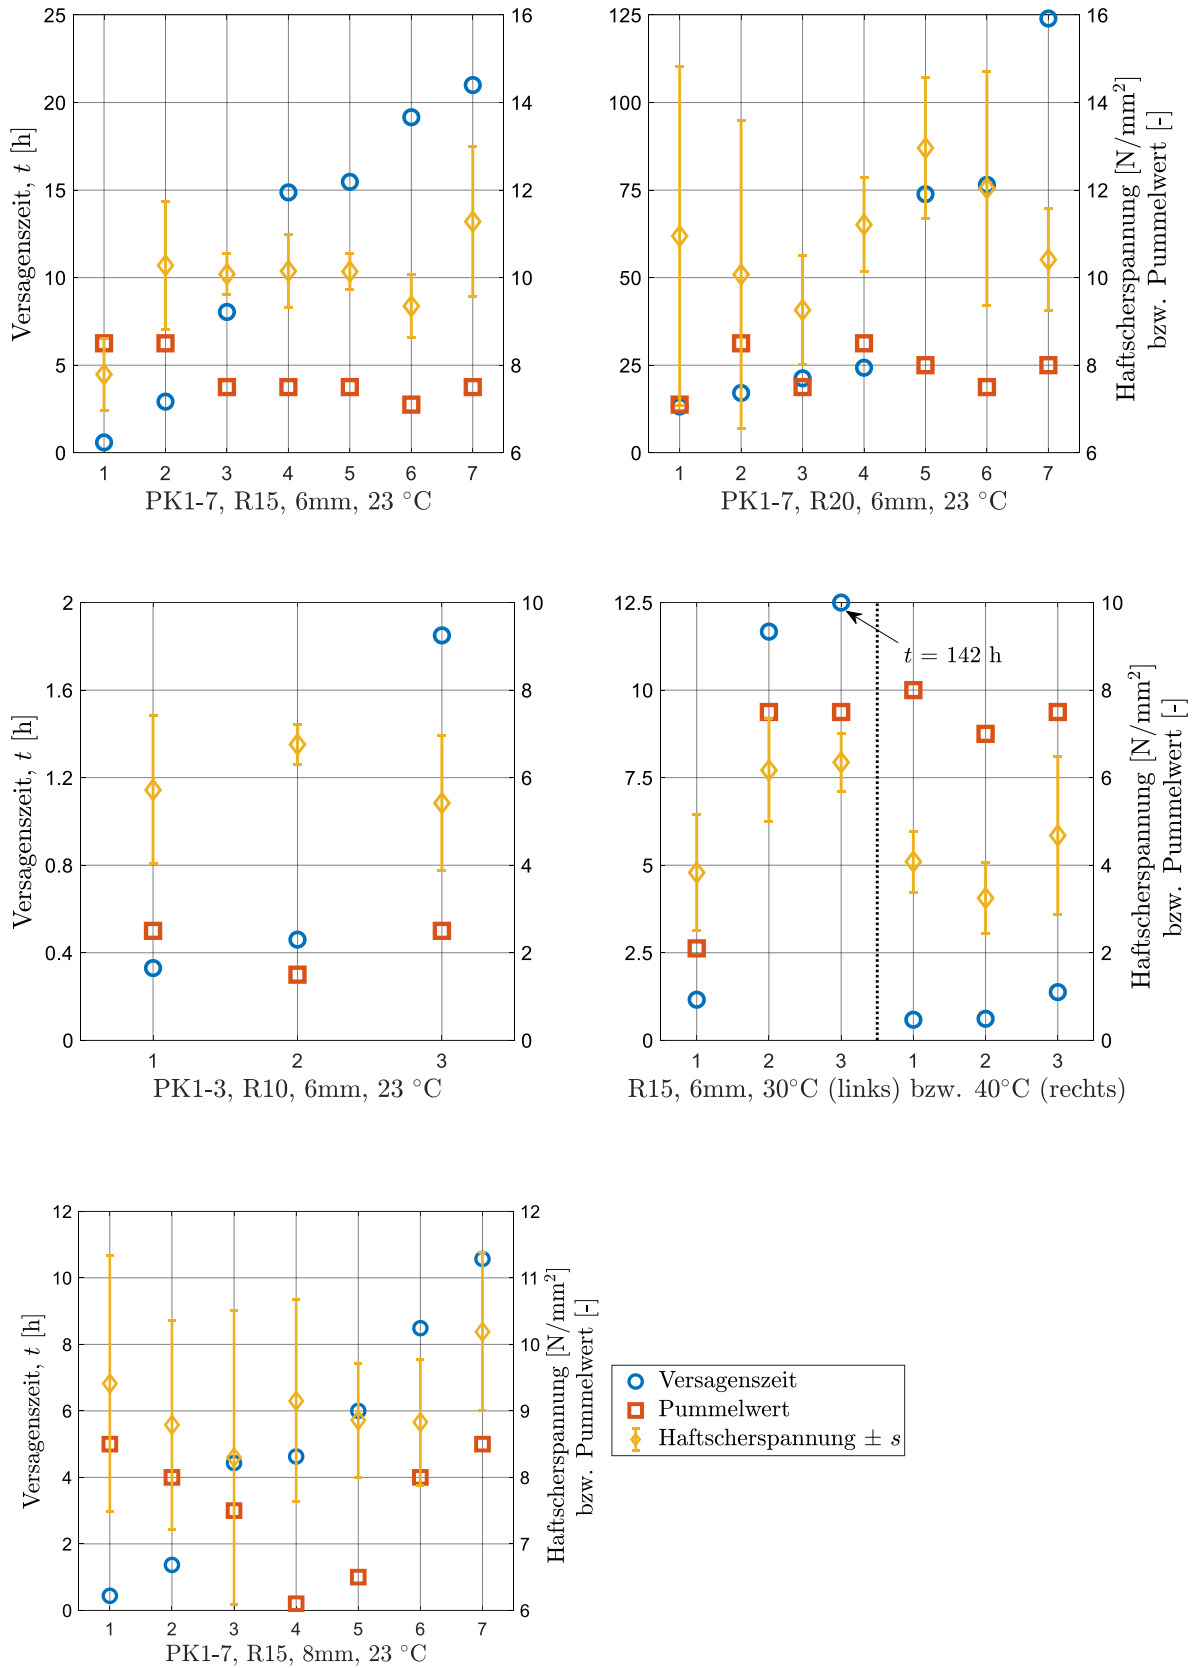 25
20
15
10
5
0
16
14
12
10
8
6
1 2 3 4 5 6 7
Versagenszeit, t [h]
PK1-7, R15, 6mm, 23 °C
125
100
75
50
25
0
16
14
12
10
8
6
1 2 3 4 5 6 7
Haftscherspannung [N/mm²]
bzw. Pummelwert [-]
PK1-7, R20, 6mm, 23 °C
2
1.6
1.2
0.8
0.4
0
10
8
6
4
2
0
1 2 3
Versagenszeit, t [h]
PK1-3, R10, 6mm, 23 °C
12.5
10
7.5
5
2.5
0
10
8
6
4
2
0
t = 142 h
1 2 3 1 2 3
Haftscherspannung [N/mm²]
bzw. Pummelwert [-]
R15, 6mm, 30°C (links) bzw. 40°C (rechts)
12
10
8
6
4
2
0
12
11
10
9
8
7
6
1 2 3 4 5 6 7
Versagenszeit, t [h]
Haftscherspannung [N/mm²]
bzw. Pummelwert [-]
PK1-7, R15, 8mm, 23 °C
Versagenszeit
Pummelwert
Haftscherspannung ± s